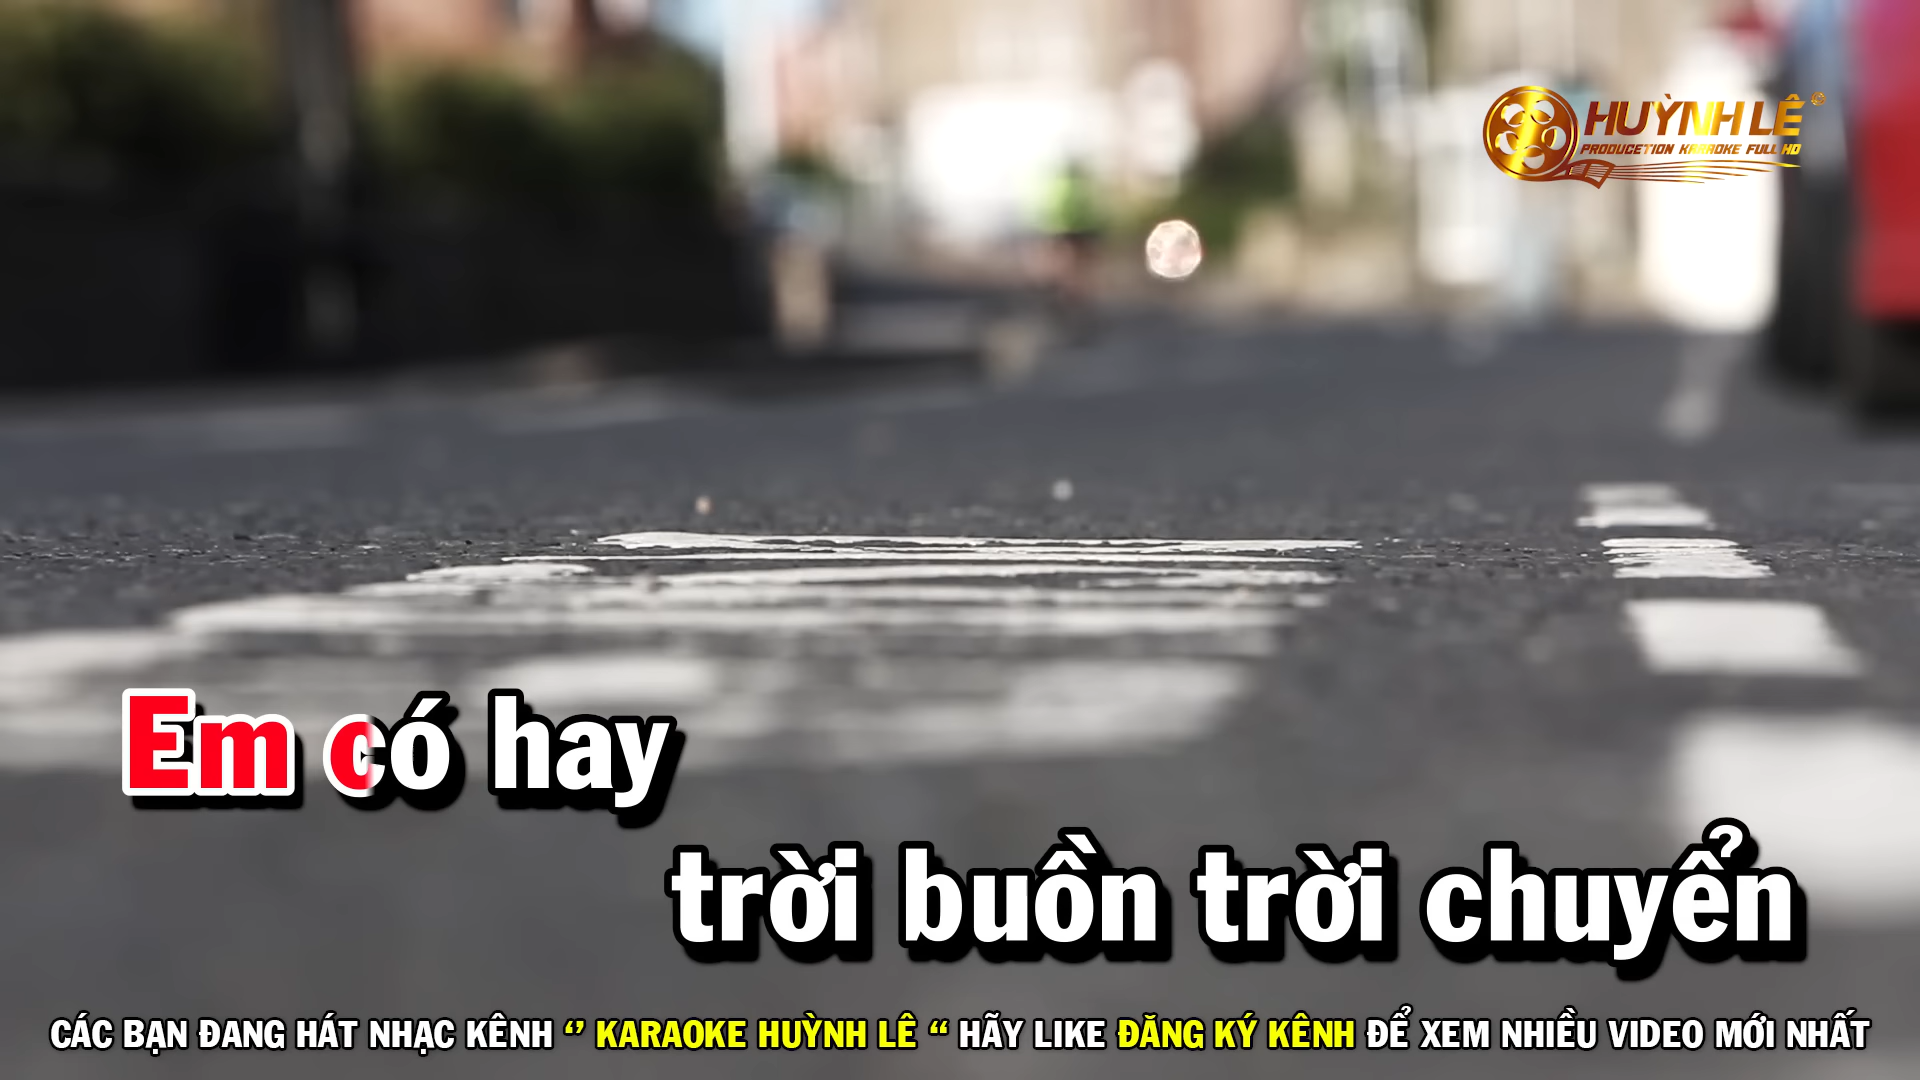 HUỲNH LÊ ®
PRODUCETION KARAOKE FULL HD
Em có hay
trời buồn trời chuyển
CÁC BẠN ĐANG HÁT NHẠC KÊNH ‘’ KARAOKE HUỲNH LÊ “ HÃY LIKE ĐĂNG KÝ KÊNH ĐỂ XEM NHIỀU VIDEO MỚI NHẤT